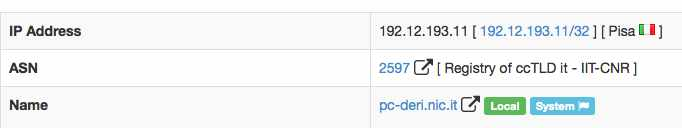 IP Address 192.12.193.11 [ 192.12.193.11/32 ] [ Pisa ]
ASN 2597 [ Registry of ccTLD it - IIT-CNR ]
Name pc-deri.nic.it Local System